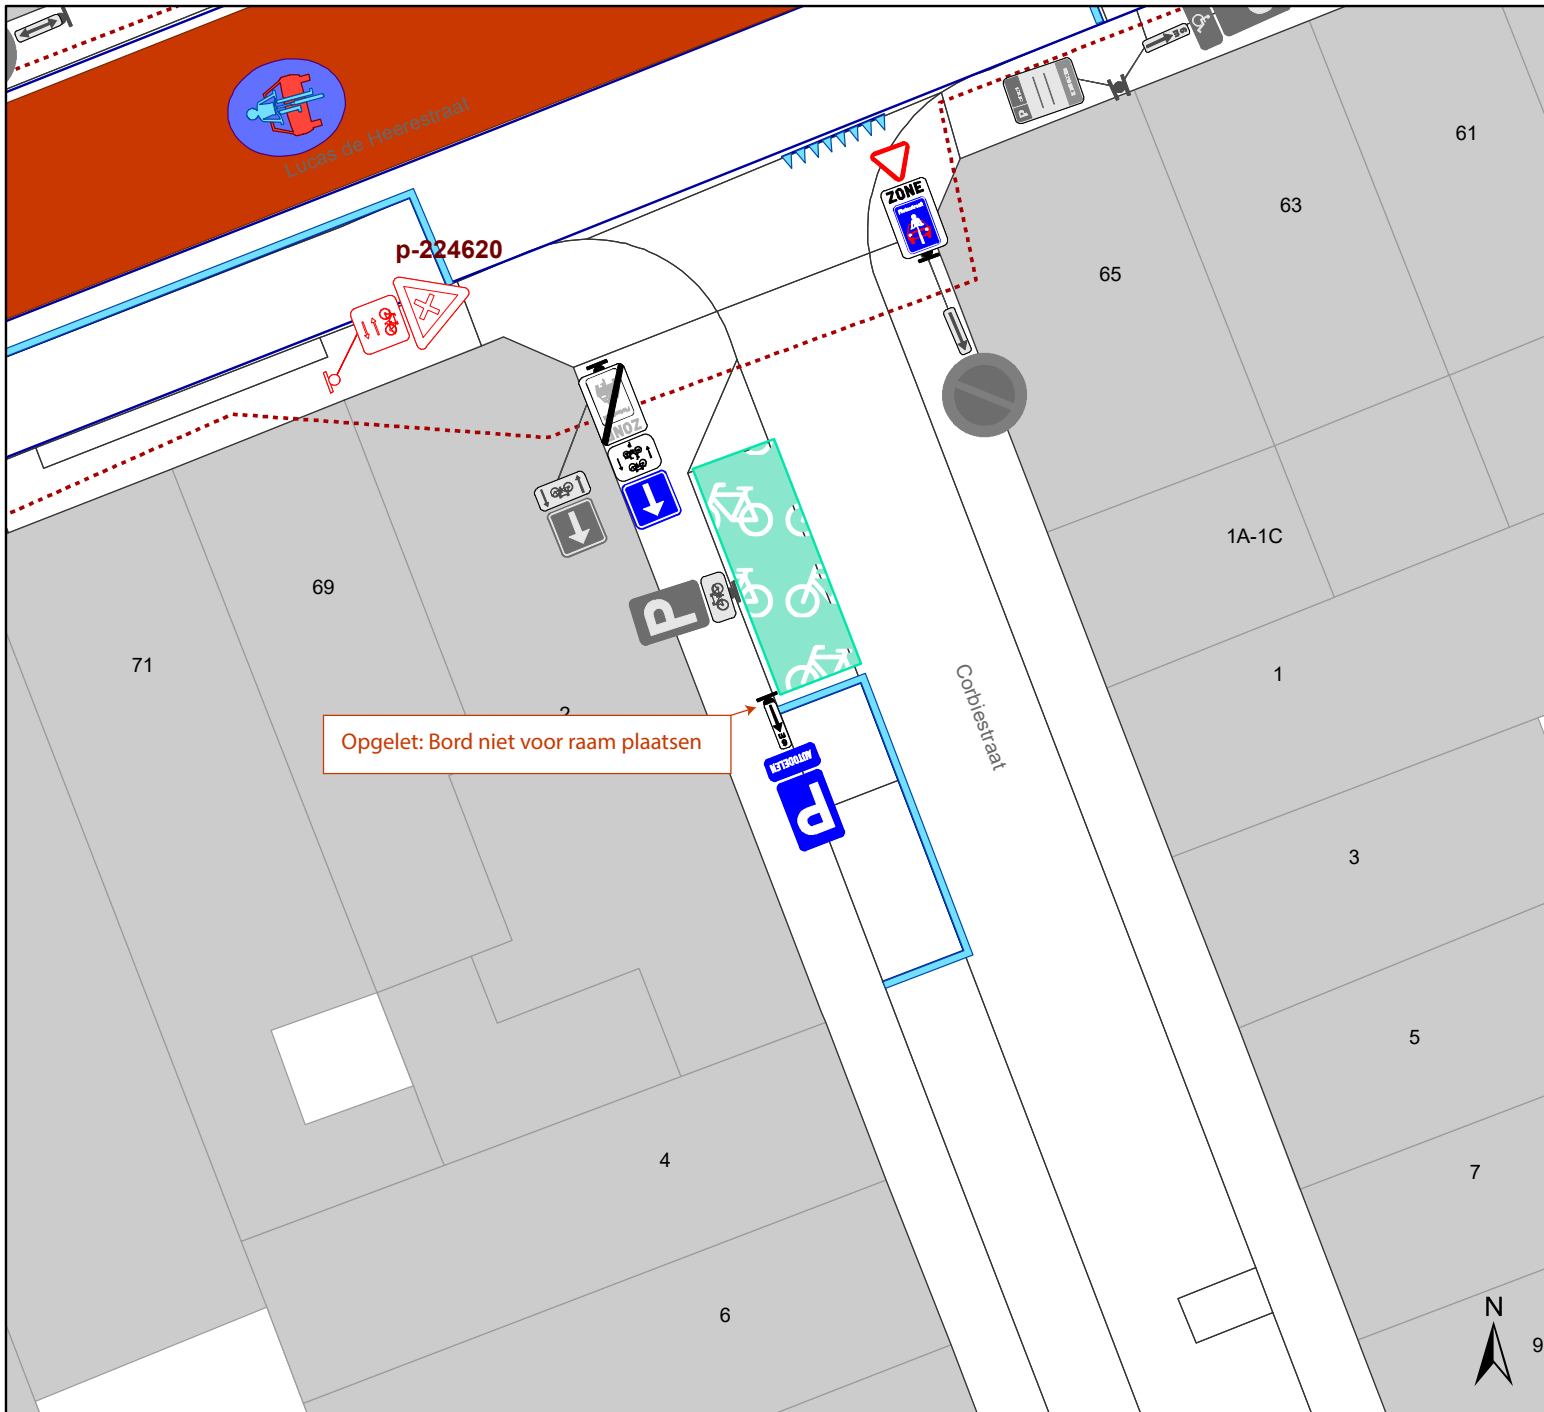 Lucas de Heerestraat
p-224620
ZONE
P
61
63
65
ZONE
P
69
71
2
1A-1C
1
Corbiestraat
Opgelet: Bord niet voor raam plaatsen
AUTODELEN
P
3
5
4
7
6
N
9